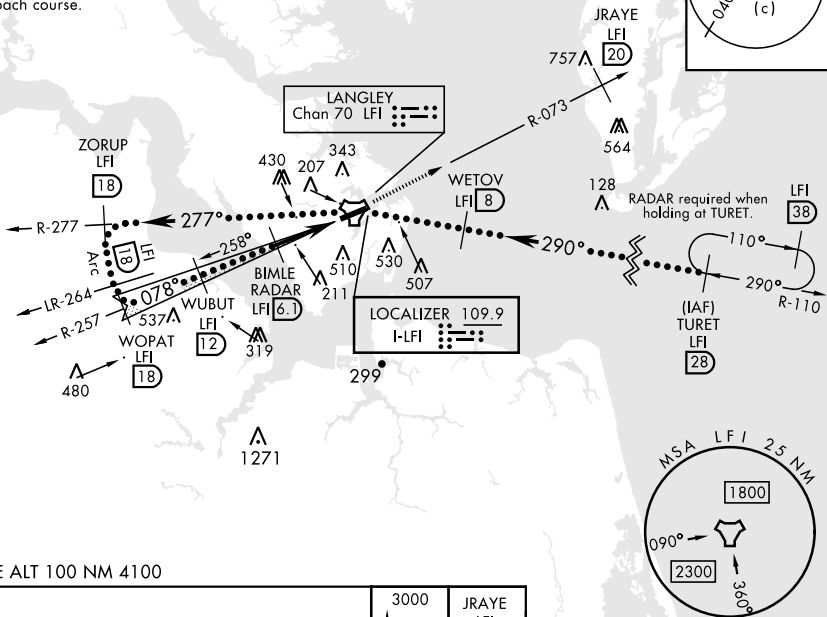 oach course.
040
(c)
JRAYE
LFI
20
757
R-073
564
LANGLEY
Chan 70 LFI
ZORUP
LFI
18
343
430
207
WETOV
LFI 8
128
RADAR required when
holding at TURET.
LFI
38
R-277
277°
290°
110°
290°
R-110
Arc
LFI
18
258°
510
530
507
BIMLE
RADAR
LFI 6.1
211
LR-264
078°
R-257
WUBUT
LFI
12
537
319
WOPAT
LFI
18
480
LOCALIZER 109.9
I-LFI
(IAF)
TURET
LFI
28
299
1271
MSA LFI 25 NM
1800
090°
2300
360°
E ALT 100 NM 4100
3000
JRAYE